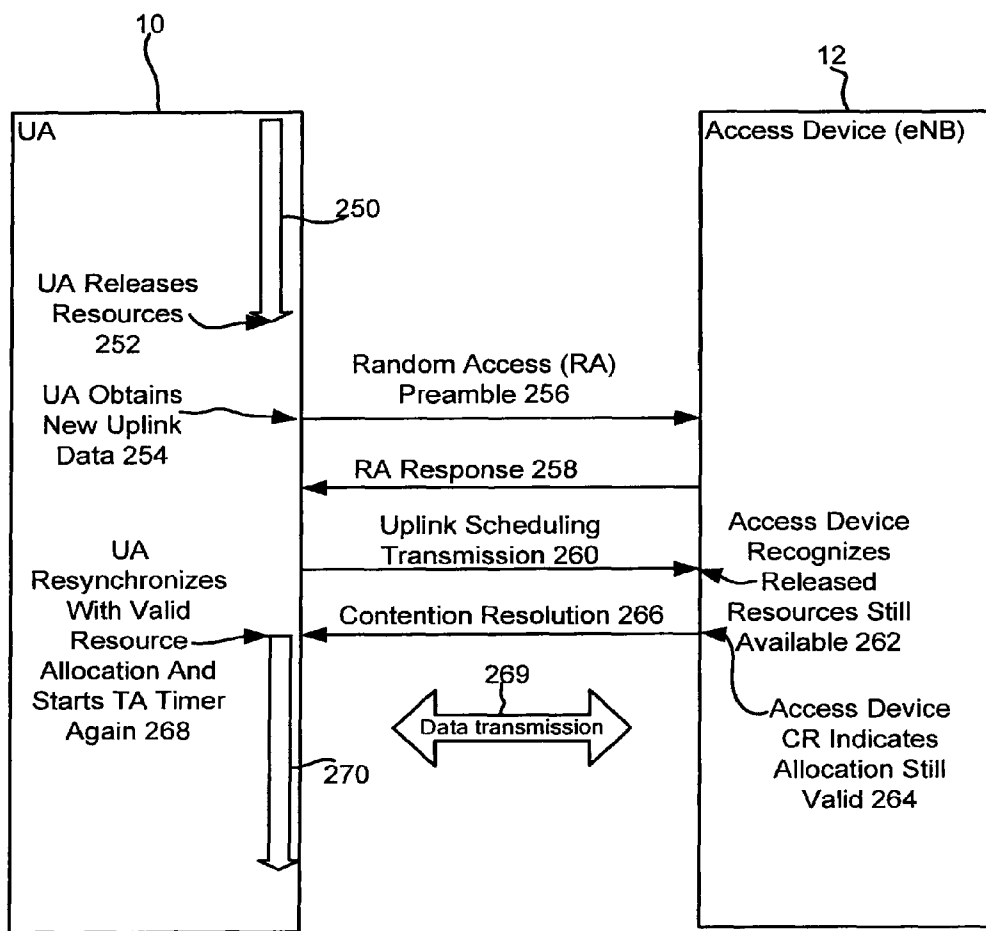 10
12
UA
Access Device (eNB)
250
UA Releases
Resources
252
Random Access (RA)
Preamble 256
UA Obtains
New Uplink
Data 254
RA Response 258
Uplink Scheduling
Transmission 260
Access Device
Recognizes
Released
Resources Still
Available 262
UA
Resynchronizes
With Valid
Resource
Allocation And
Starts TA Timer
Again 268
Contention Resolution 266
269
Data transmission
Access Device
CR Indicates
Allocation Still
Valid 264
270